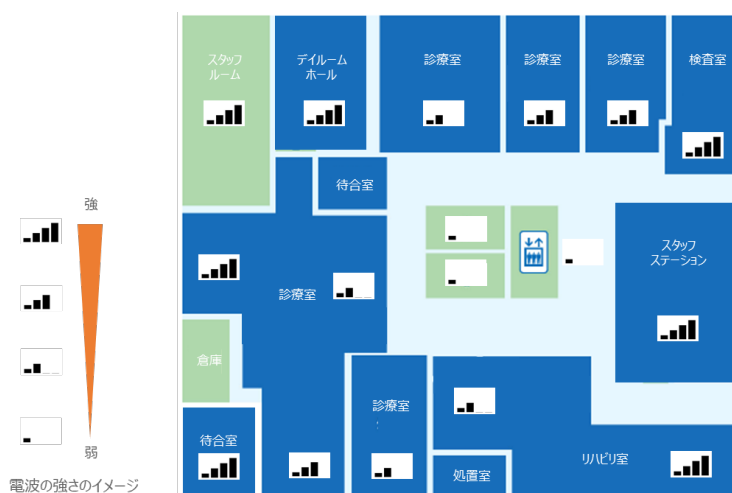 スタッフ
ルーム
デイルーム
ホール
診療室
診療室
診療室
検査室
待合室
強
スタッフ
ステーション
診療室
倉庫
診療室
待合室
弱
リハビリ室
処置室
電波の強さのイメージ